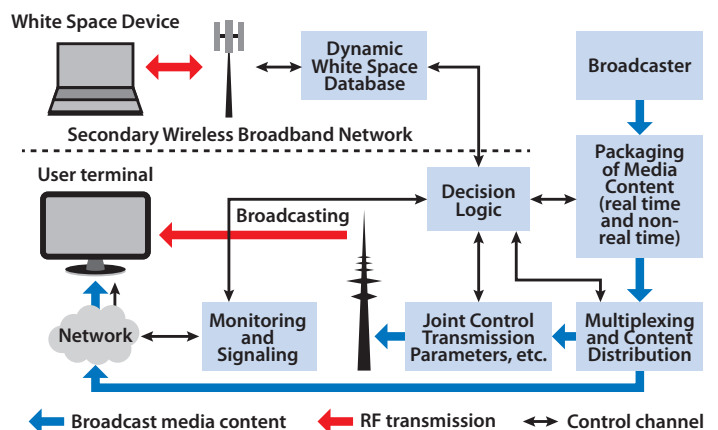 White Space Device
Dynamic
White Space
Database
Broadcaster
Secondary Wireless Broadband Network
User terminal
Broadcasting
Decision
Logic
Packaging
of Media
Content
(real time
and non-
real time)
Network
Monitoring
and
Signaling
Joint Control
Transmission
Parameters, etc.
Multiplexing
and Content
Distribution
Broadcast media content
RF transmission
Control channel